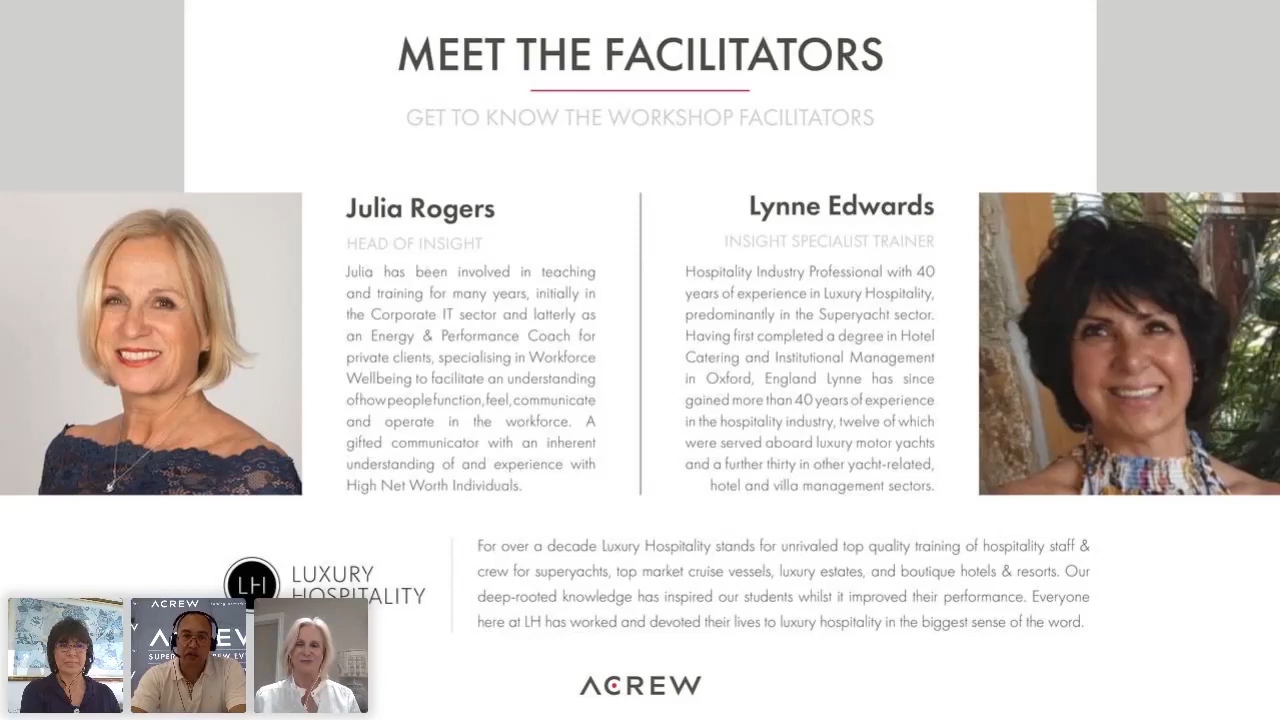 MEET THE FACILITATORS
GET TO KNOW THE WORKSHOP FACILITATORS
Julia Rogers
HEAD OF INSIGHT
Julia has been involved in teaching
and training for many years, initially in
the Corporate IT sector and latterly as
an Energy & Performance Coach for
private clients, specialising in Workforce
Wellbeing to facilitate an understanding
of how people function, feel, communicate
and operate in the workforce. A
gifted communicator with an inherent
understanding of and experience with
High Net Worth Individuals.
Lynne Edwards
INSIGHT SPECIALIST TRAINER
Hospitality Industry Professional with 40
years of experience in Luxury Hospitality,
predominantly in the Superyacht sector.
Having first completed a degree in Hotel
Catering and Institutional Management
in Oxford, England Lynne has since
gained more than 40 years of experience
in the hospitality industry, twelve of which
were served aboard luxury motor yachts
and a further thirty in other yacht-related,
hotel and villa management sectors.
LH
LUXURY
HOSPITALITY
For over a decade Luxury Hospitality stands for unrivaled top quality training of hospitality staff &
crew for superyachts, top market cruise vessels, luxury estates, and boutique hotels & resorts. Our
deep-rooted knowledge has inspired our students whilst it improved their performance. Everyone
here at LH has worked and devoted their lives to luxury hospitality in the biggest sense of the word.
ACREW
ACREW